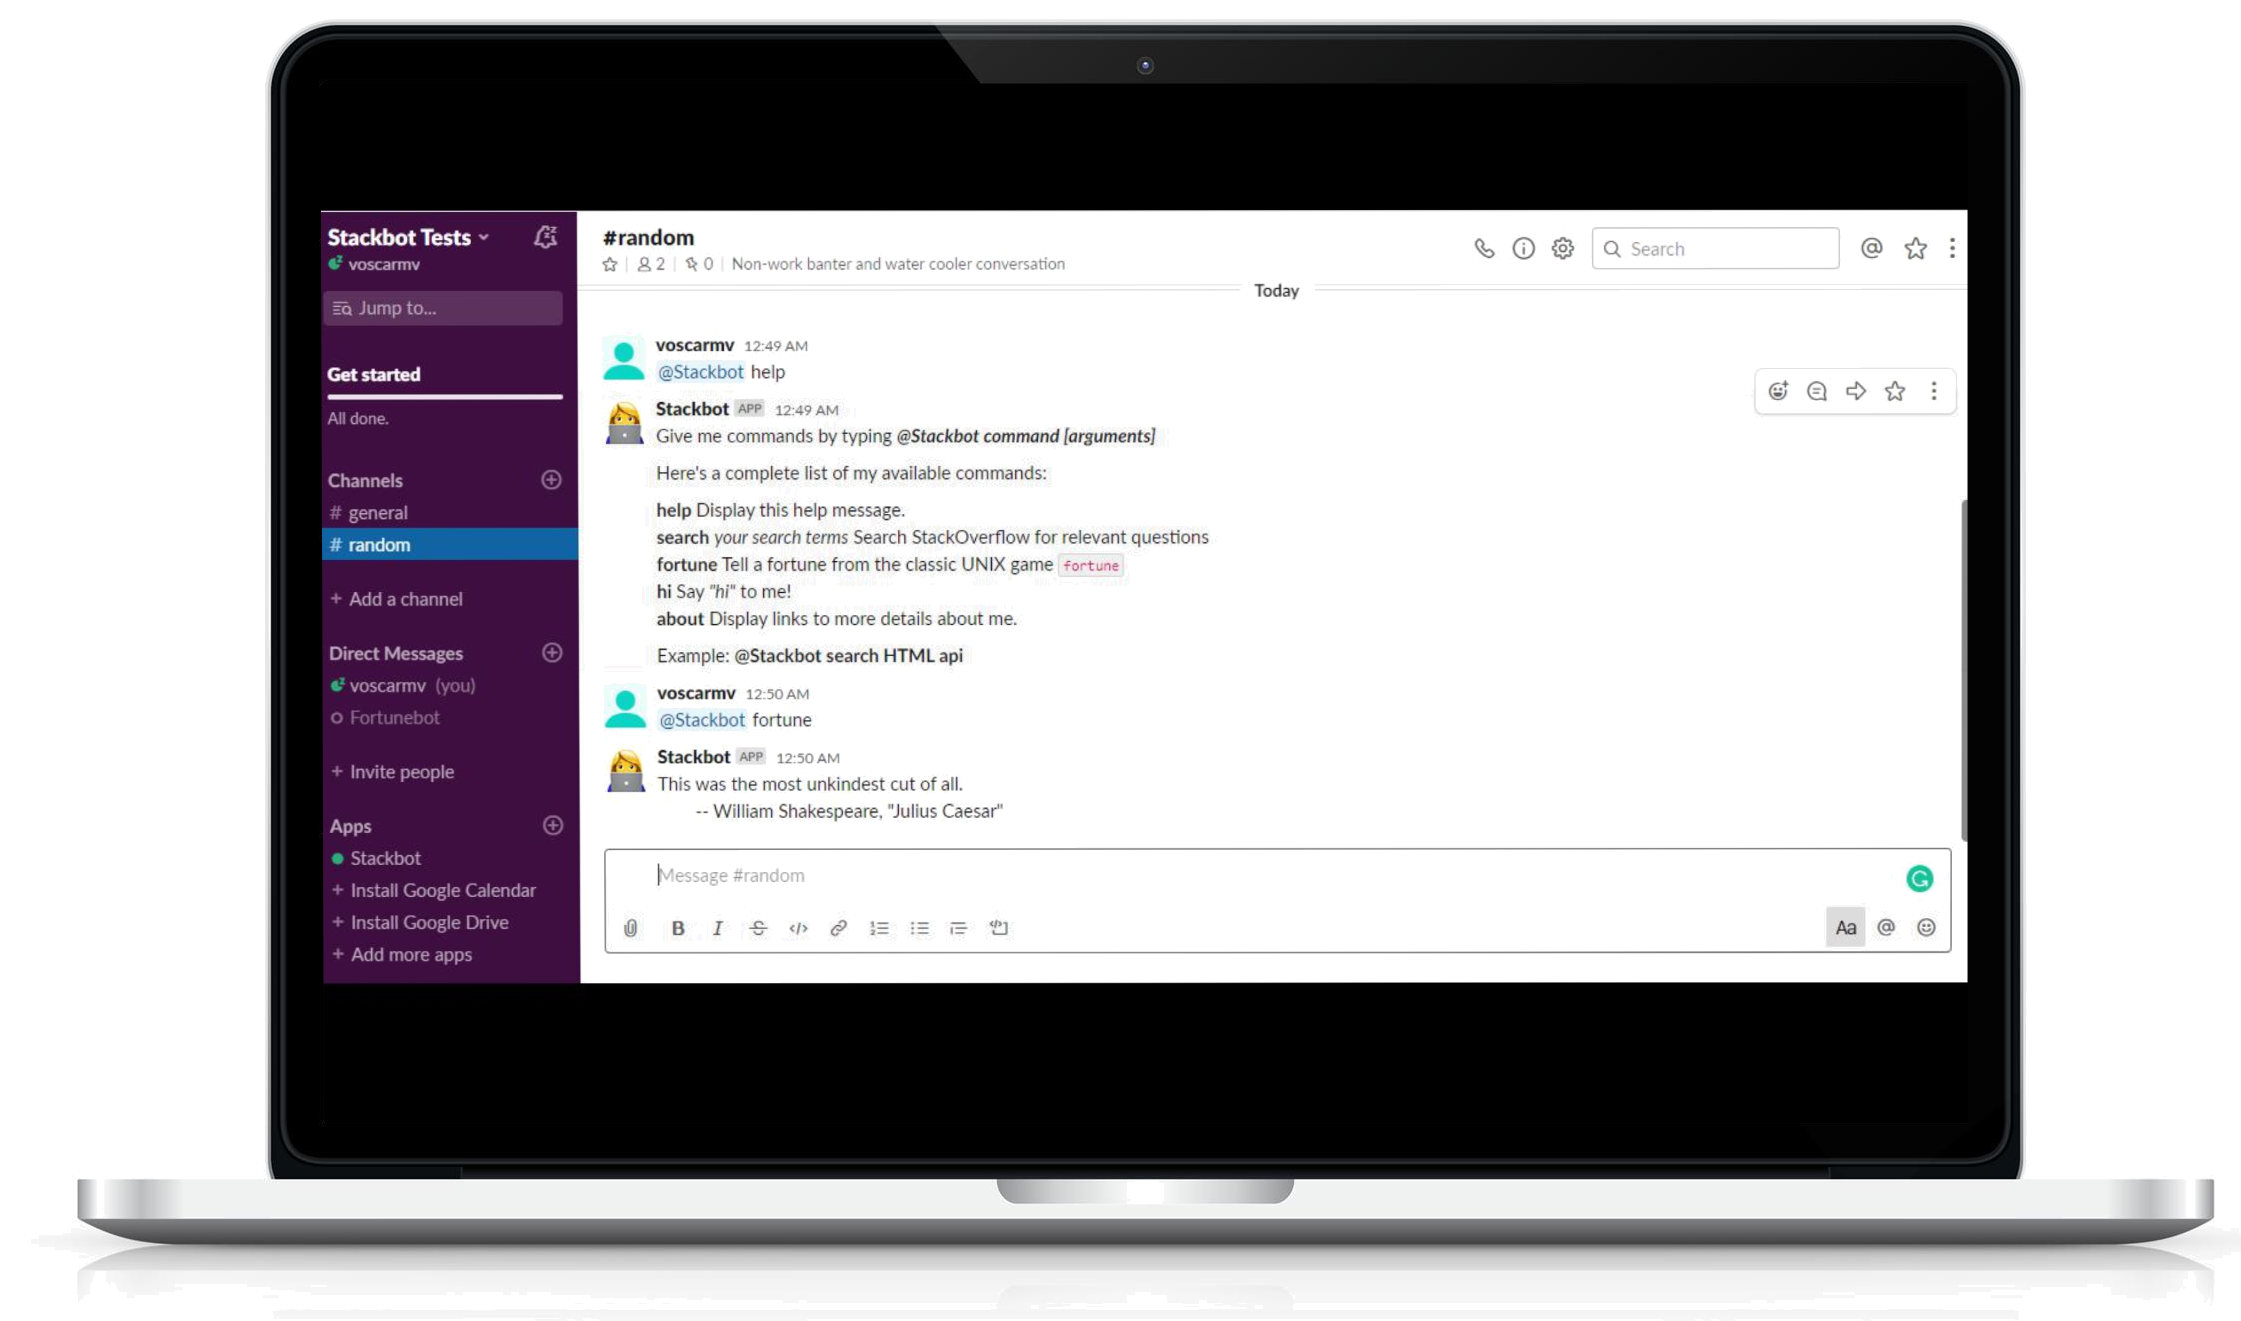 Stackbot Tests
voscarmv
Jump to...
Get started
All done.
Channels
# general
# random
+ Add a channel
Direct Messages
voscarmv (you)
Fortunebot
+ Invite people
Apps
Stackbot
+ Install Google Calendar
+ Install Google Drive
+ Add more apps
#random
2 | 0 | Non-work banter and water cooler conversation
Search
Today
voscarmv 12:49 AM
@Stackbot help
Stackbot APP 12:49 AM
Give me commands by typing @Stackbot command [arguments]
Here's a complete list of my available commands:
help Display this help message.
search your search terms Search StackOverflow for relevant questions
fortune Tell a fortune from the classic UNIX game fortune
hi Say "hi" to me!
about Display links to more details about me.
Example: @Stackbot search HTML api
voscarmv 12:50 AM
@Stackbot fortune
Stackbot APP 12:50 AM
This was the most unkindest cut of all.
-- William Shakespeare, "Julius Caesar"
Message #random
B I S </> Aa @